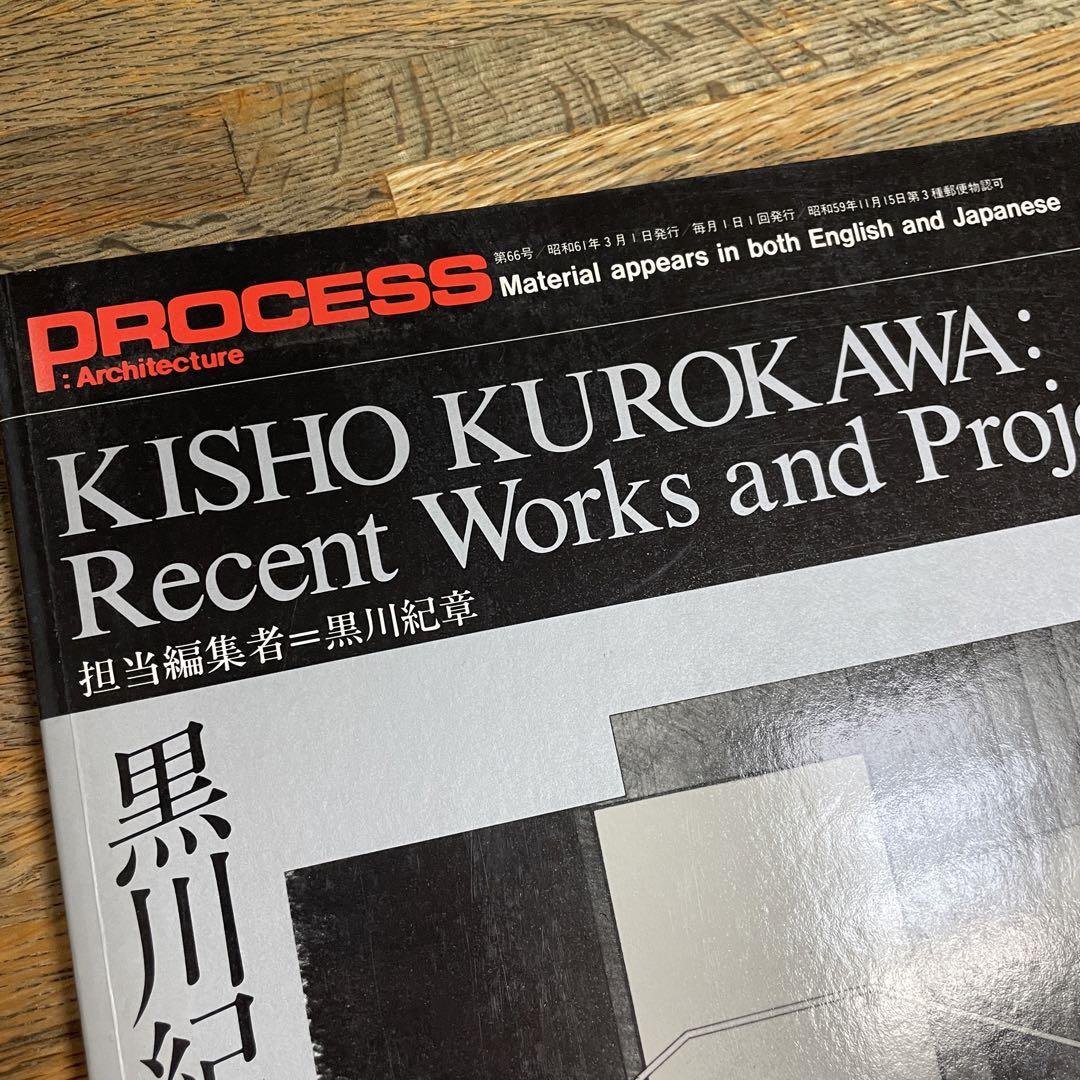 PROCESS
: Architecture
第66号／昭和61年3月1日発行／毎月1日1回発行／昭和59年11月15日第3種郵便物認可
Material appears in both English and Japanese
KISHO KUROKAWA:
Recent Works and Proje
担当編集者＝黒川紀章
黒川紀